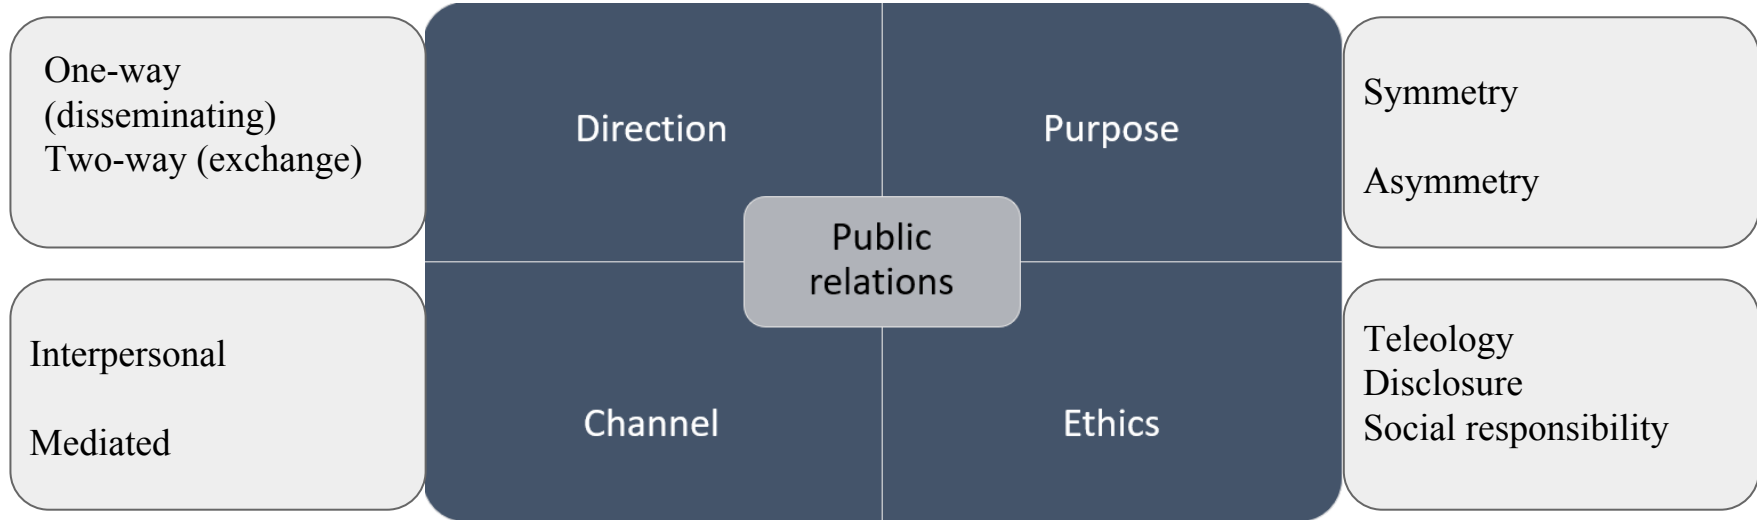 One-way
(disseminating)
Two-way (exchange)
Direction
Purpose
Symmetry
Asymmetry
Public
relations
Interpersonal
Mediated
Channel
Ethics
Teleology
Disclosure
Social responsibility